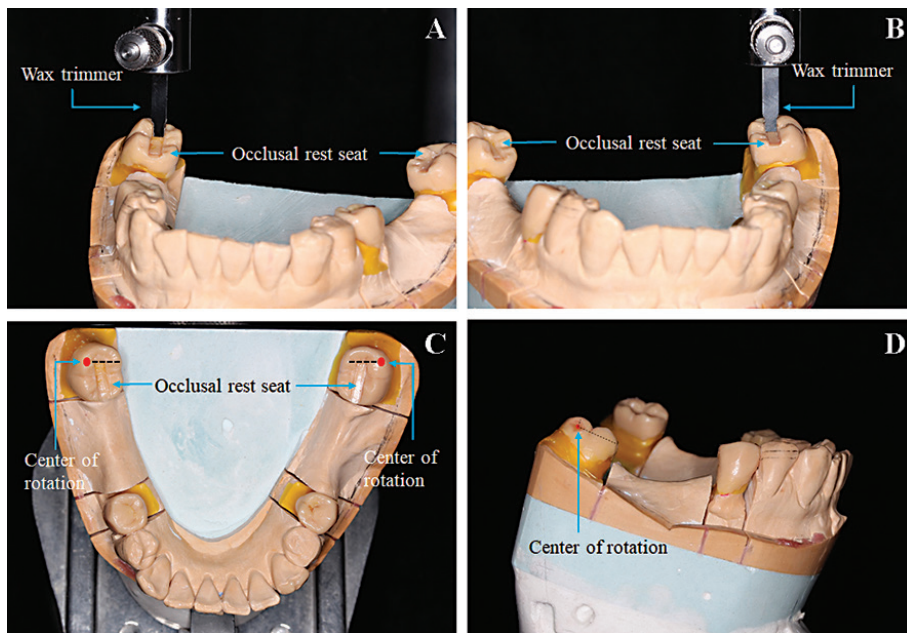 A
Wax trimmer
Occlusal rest seat
B
Wax trimmer
Occlusal rest seat
C
Occlusal rest seat
Center of
rotation
Center of
rotation
D
Center of rotation